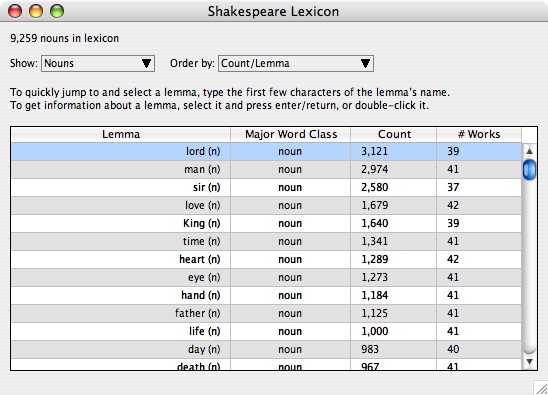 Shakespeare Lexicon
9,259 nouns in lexicon
Show: Nouns Order by: Count/Lemma
To quickly jump to and select a lemma, type the first few characters of the lemma's name.
To get information about a lemma, select it and press enter/return, or double-click it.
Lemma Major Word Class Count # Works
lord (n) noun 3,121 39
man (n) noun 2,974 41
sir (n) noun 2,580 37
love (n) noun 1,679 42
King (n) noun 1,640 39
time (n) noun 1,341 41
heart (n) noun 1,289 42
eye (n) noun 1,273 41
hand (n) noun 1,184 41
father (n) noun 1,125 41
life (n) noun 1,000 41
day (n) noun 983 40
death (n) noun 967 41